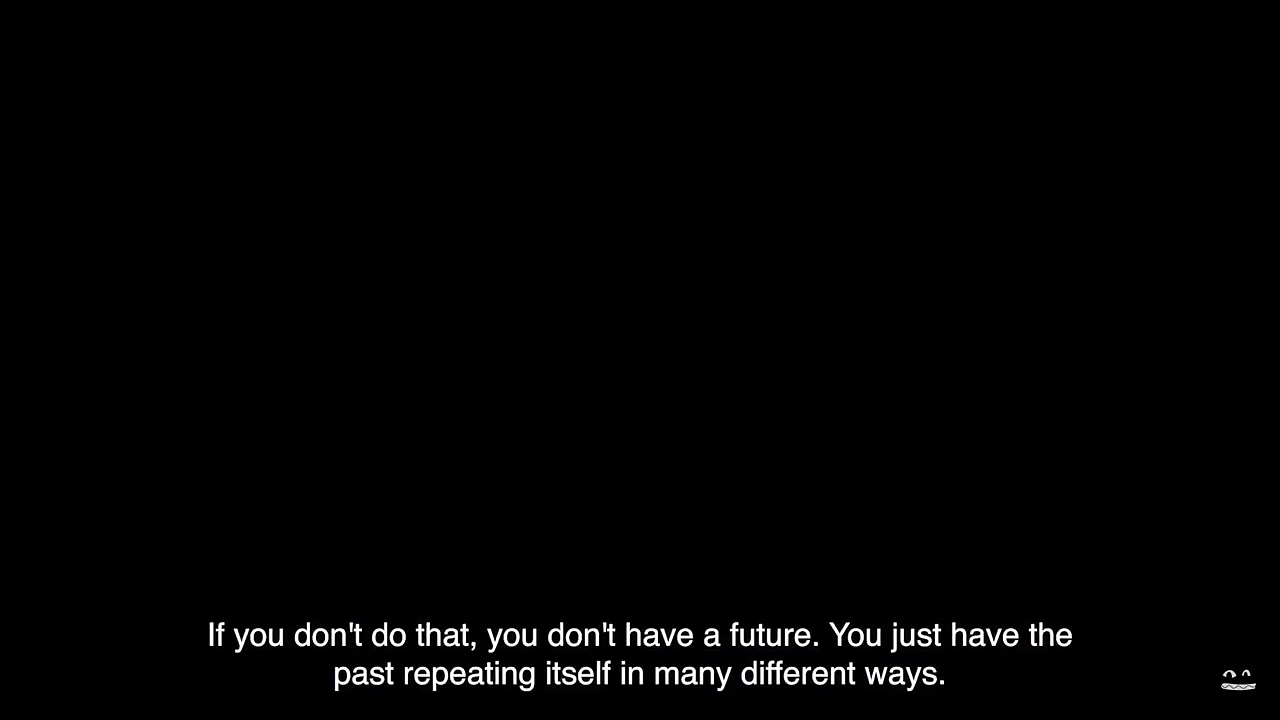 If you don't do that, you don't have a future. You just have the
past repeating itself in many different ways.